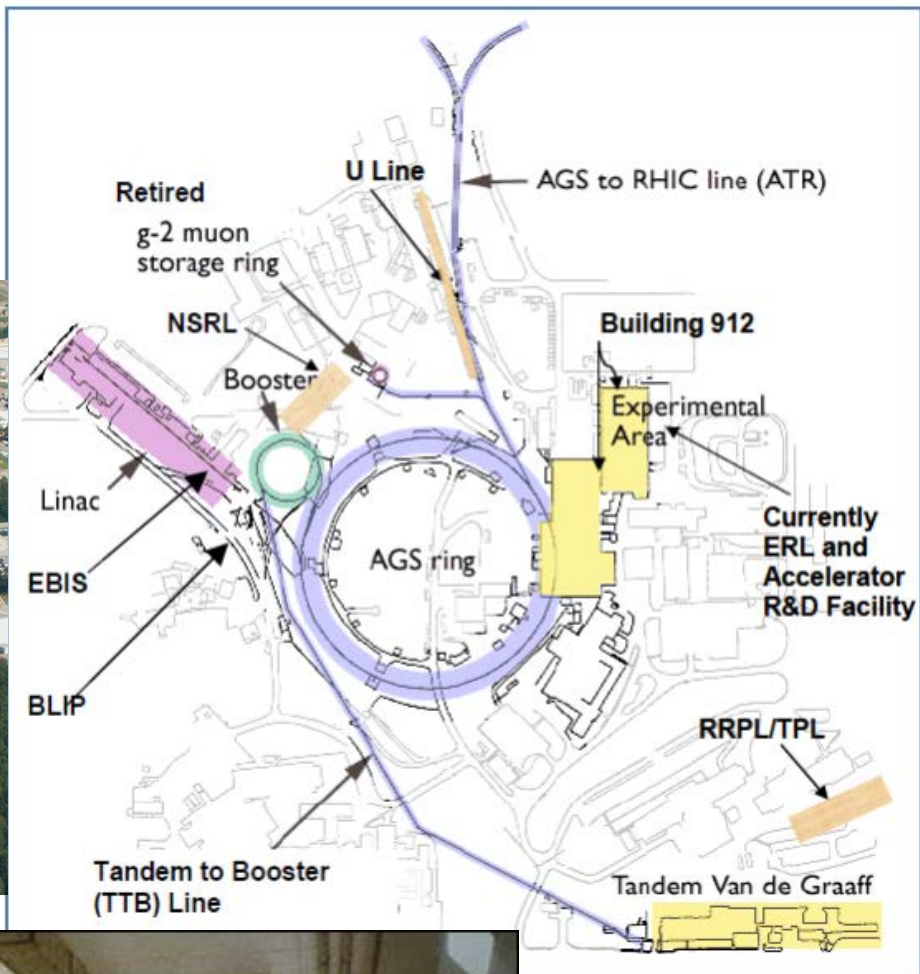 U Line
AGS to RHIC line (ATR)
Retired
g-2 muon
storage ring
NSRL
Building 912
Booster
Experimental
Area
Linac
AGS ring
Currently
ERL and
Accelerator
R&D Facility
EBIS
BLIP
RRPL/TPL
Tandem to Booster
(TTB) Line
Tandem Van de Graaff